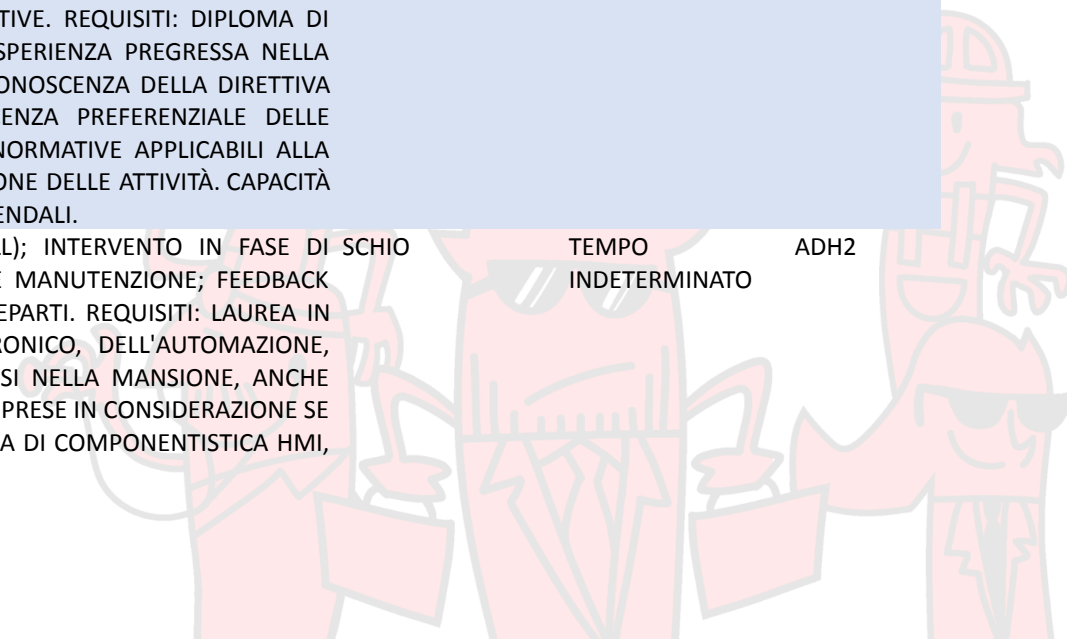 TIVE. REQUISITI: DIPLOMA DI
SPERIENZA PREGRESSA NELLA
ONOSCENZA DELLA DIRETTIVA
ENZA PREFERENZIALE DELLE
NORMATIVE APPLICABILI ALLA
ONE DELLE ATTIVITÀ. CAPACITÀ
ENDALI.
L); INTERVENTO IN FASE DI SCHIO TEMPO ADH2
E MANUTENZIONE; FEEDBACK INDETERMINATO
EPARTI. REQUISITI: LAUREA IN
RONICO, DELL'AUTOMAZIONE,
SI NELLA MANSIONE, ANCHE
PRESE IN CONSIDERAZIONE SE
A DI COMPONENTISTICA HMI,